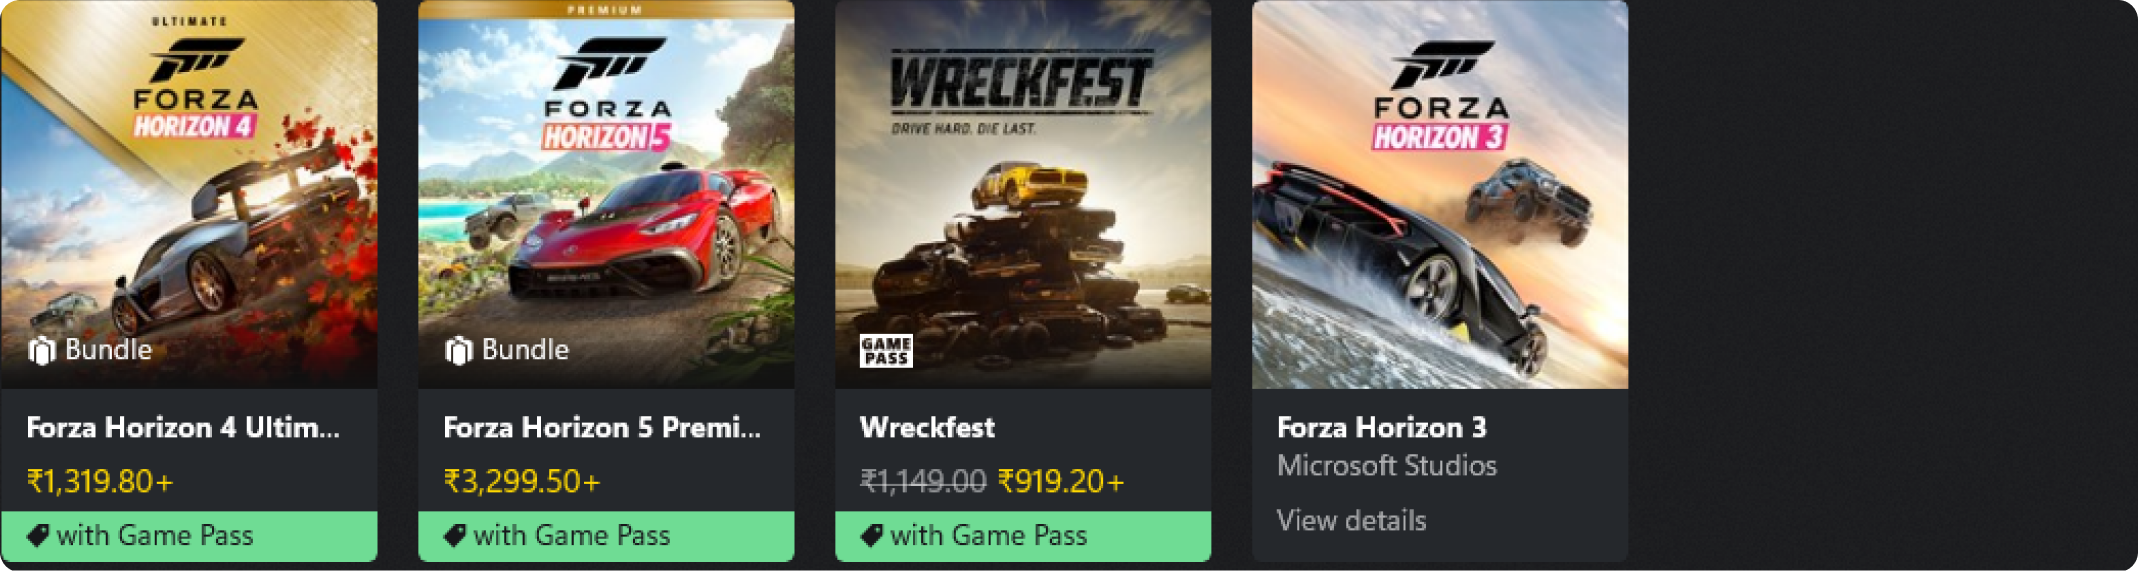 ULTIMATE
FORZA
HORIZON 4
Bundle
Forza Horizon 4 Ultim...
₹1,319.80+
with Game Pass
PREMIUM
FORZA
HORIZON 5
Bundle
Forza Horizon 5 Premi...
₹3,299.50+
with Game Pass
WRECKFEST
DRIVE HARD. DIE LAST.
GAME
PASS
Wreckfest
₹1,149.00 ₹919.20+
with Game Pass
FORZA
HORIZON 3
Forza Horizon 3
Microsoft Studios
View details